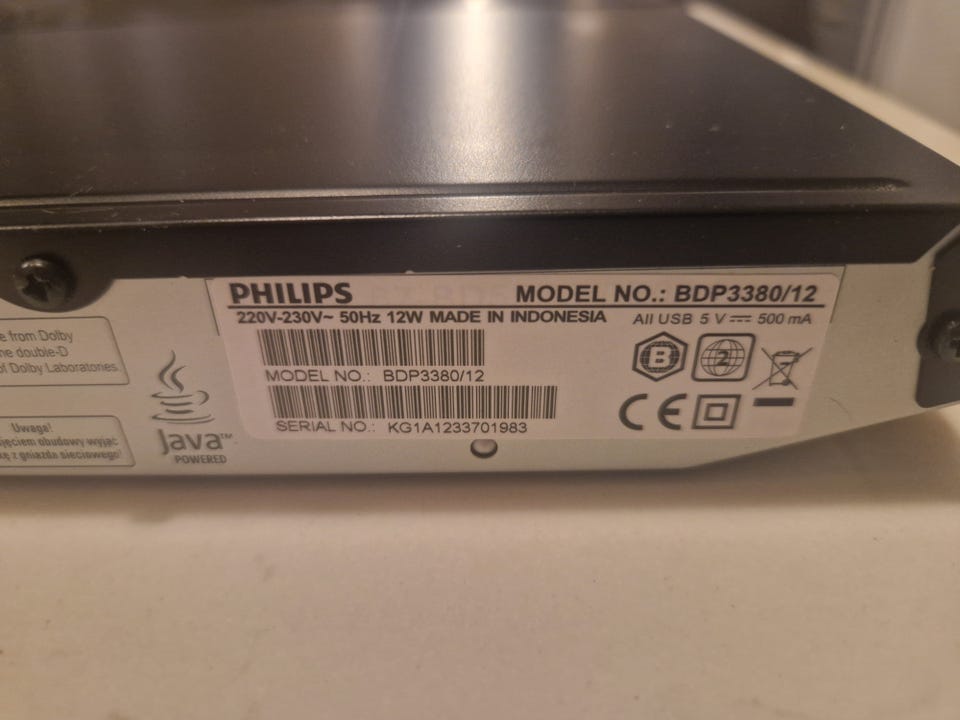 PHILIPS MODEL NO.: BDP3380/12
220V-230V~ 50Hz 12W MADE IN INDONESIA All USB 5 V⎓ 500 mA
MODEL NO.: BDP3380/12
B 2
SERIAL NO.: KG1A1233701983
CE
from Dolby
double-D
of Dolby Laboratories.
Java™
POWERED
Uwaga!
obudowy wyjąć
z gniazda sieciowego!